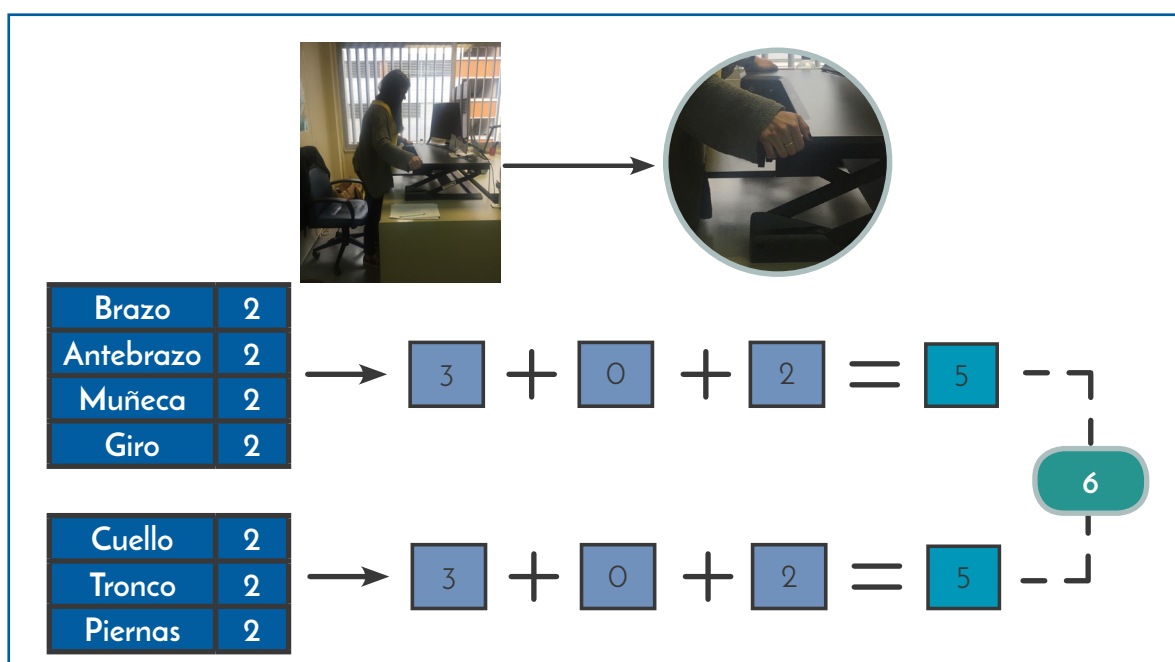 Brazo 2
Antebrazo 2
Muñeca 2
Giro 2
3 + 0 + 2 = 5
6
Cuello 2
Tronco 2
Piernas 2
3 + 0 + 2 = 5